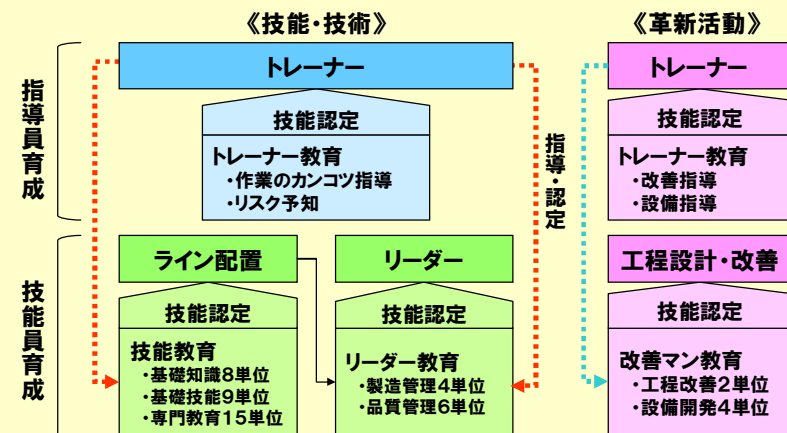 《技能・技術》
《革新活動》
指導員育成
トレーナー
技能認定
トレーナー教育
・作業のカンコツ指導
・リスク予知
指導・認定
トレーナー
技能認定
トレーナー教育
・改善指導
・設備指導
技能員育成
ライン配置
技能認定
技能教育
・基礎知識8単位
・基礎技能9単位
・専門教育15単位
リーダー
技能認定
リーダー教育
・製造管理4単位
・品質管理6単位
工程設計・改善
技能認定
改善マン教育
・工程改善2単位
・設備開発4単位